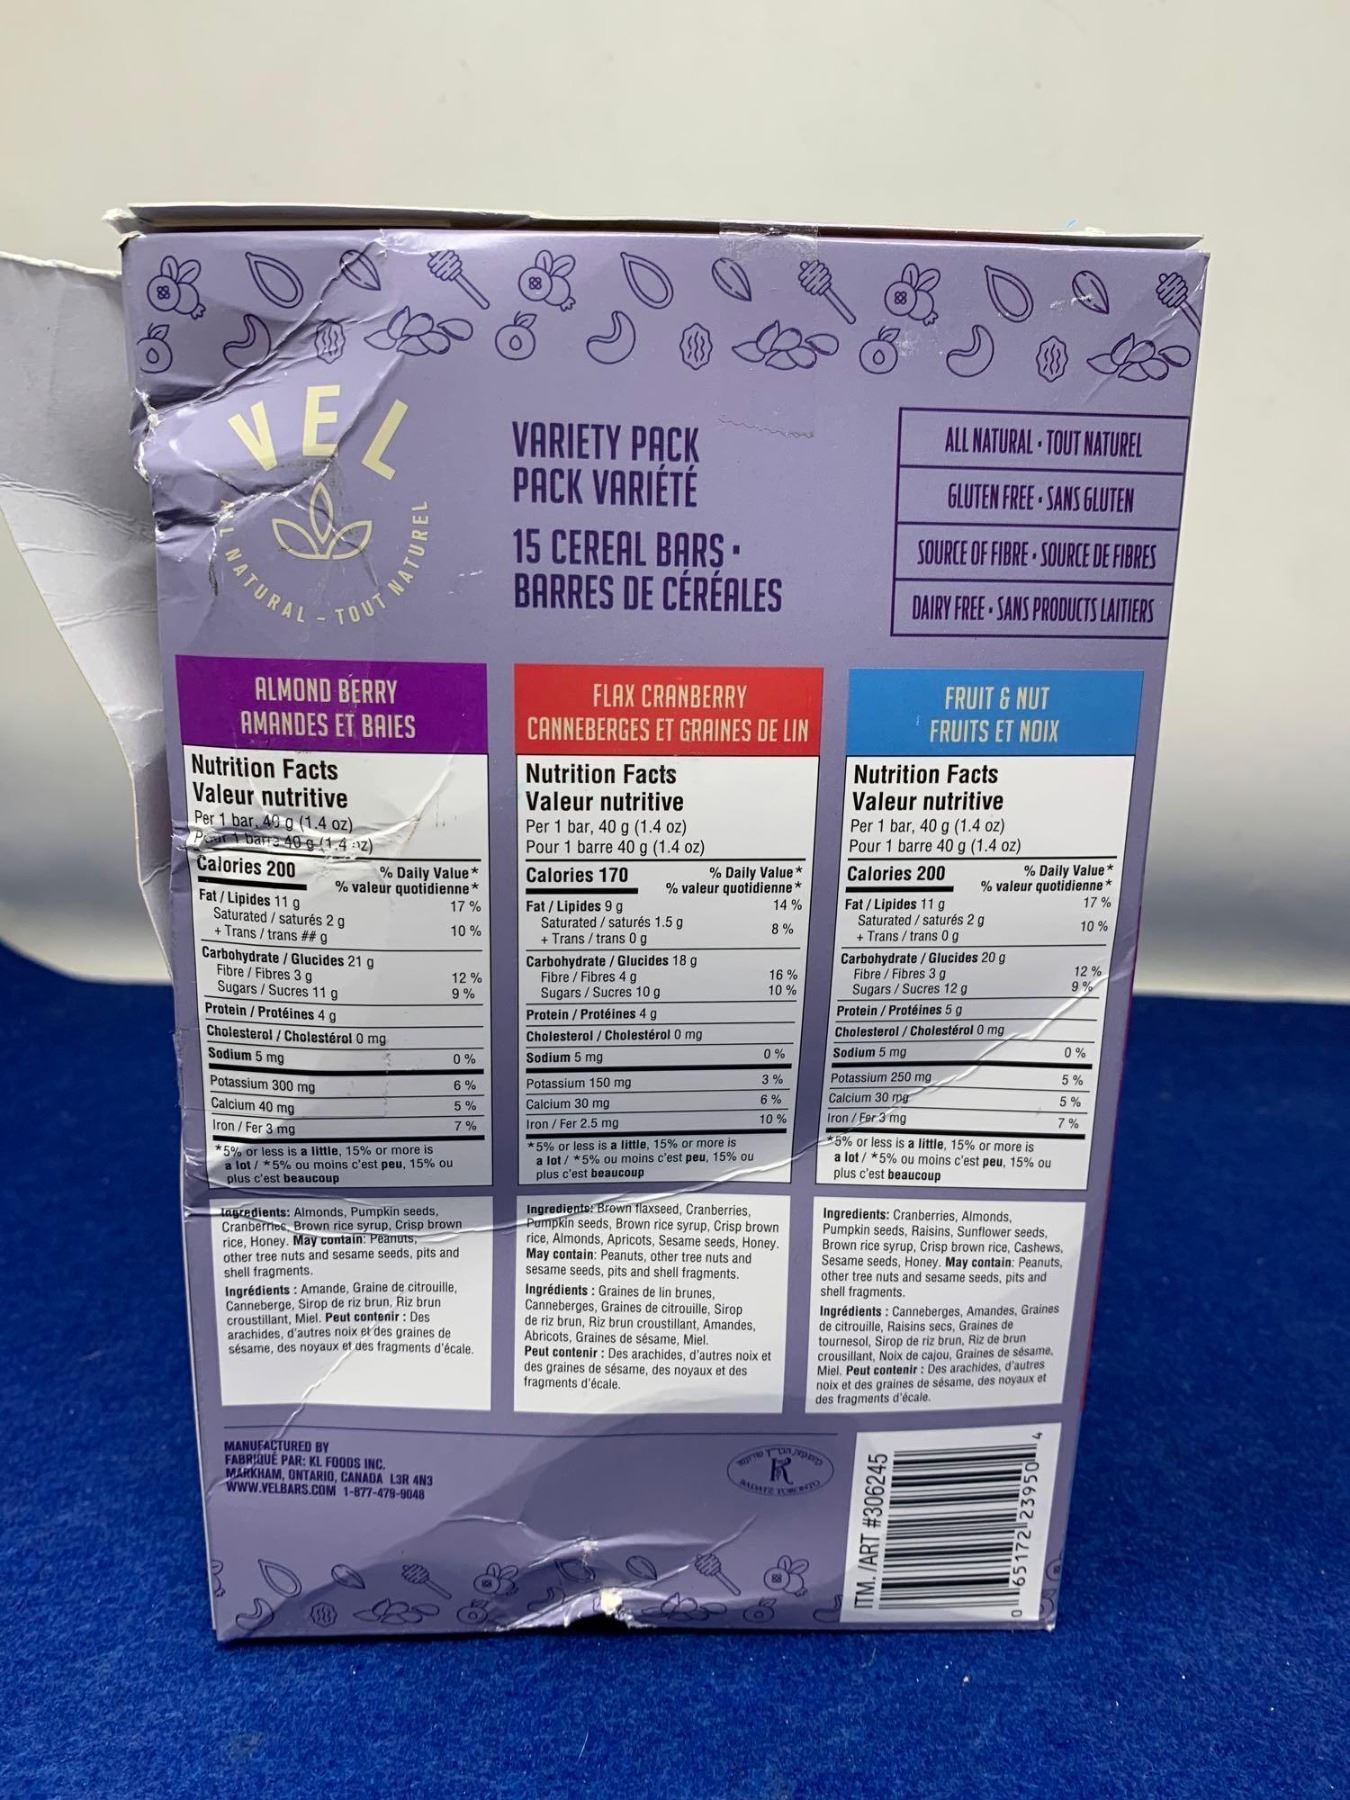 VEL
ALL NATURAL - TOUT NATUREL
VARIETY PACK
PACK VARIÉTÉ
15 CEREAL BARS •
BARRES DE CÉRÉALES
ALL NATURAL • TOUT NATUREL
GLUTEN FREE • SANS GLUTEN
SOURCE OF FIBRE • SOURCE DE FIBRES
DAIRY FREE • SANS PRODUCTS LAITIERS
ALMOND BERRY
AMANDES ET BAIES
Nutrition Facts
Valeur nutritive
Per 1 bar, 40 g (1.4 oz)
Pour 1 barre 40 g (1.4 oz)
Calories 200
% Daily Value*
% valeur quotidienne*
Fat / Lipides 11 g 17 %
Saturated / saturés 2 g
+ Trans / trans ## g 10 %
Carbohydrate / Glucides 21 g
Fibre / Fibres 3 g 12 %
Sugars / Sucres 11 g 9 %
Protein / Protéines 4 g
Cholesterol / Cholestérol 0 mg
Sodium 5 mg 0 %
Potassium 300 mg 6 %
Calcium 40 mg 5 %
Iron / Fer 3 mg 7 %
*5% or less is a little, 15% or more is
a lot / *5% ou moins c'est peu, 15% ou
plus c'est beaucoup
Ingredients: Almonds, Pumpkin seeds,
Cranberries, Brown rice syrup, Crisp brown
rice, Honey. May contain: Peanuts,
other tree nuts and sesame seeds, pits and
shell fragments.
Ingrédients : Amande, Graine de citrouille,
Canneberge, Sirop de riz brun, Riz brun
croustillant, Miel. Peut contenir : Des
arachides, d'autres noix et des graines de
sésame, des noyaux et des fragments d'écale.
FLAX CRANBERRY
CANNEBERGES ET GRAINES DE LIN
Nutrition Facts
Valeur nutritive
Per 1 bar, 40 g (1.4 oz)
Pour 1 barre 40 g (1.4 oz)
Calories 170
% Daily Value*
% valeur quotidienne*
Fat / Lipides 9 g 14 %
Saturated / saturés 1.5 g
+ Trans / trans 0 g 8 %
Carbohydrate / Glucides 18 g
Fibre / Fibres 4 g 16 %
Sugars / Sucres 10 g 10 %
Protein / Protéines 4 g
Cholesterol / Cholestérol 0 mg
Sodium 5 mg 0 %
Potassium 150 mg 3 %
Calcium 30 mg 6 %
Iron / Fer 2.5 mg 10 %
*5% or less is a little, 15% or more is
a lot / *5% ou moins c'est peu, 15% ou
plus c'est beaucoup
Ingredients: Brown flaxseed, Cranberries,
Pumpkin seeds, Brown rice syrup, Crisp brown
rice, Almonds, Apricots, Sesame seeds, Honey.
May contain: Peanuts, other tree nuts and
sesame seeds, pits and shell fragments.
Ingrédients : Graines de lin brunes,
Canneberges, Graines de citrouille, Sirop
de riz brun, Riz brun croustillant, Amandes,
Abricots, Graines de sésame, Miel.
Peut contenir : Des arachides, d'autres noix et
des graines de sésame, des noyaux et des
fragments d'écale.
FRUIT & NUT
FRUITS ET NOIX
Nutrition Facts
Valeur nutritive
Per 1 bar, 40 g (1.4 oz)
Pour 1 barre 40 g (1.4 oz)
Calories 200
% Daily Value*
% valeur quotidienne*
Fat / Lipides 11 g 17 %
Saturated / saturés 2 g
+ Trans / trans 0 g 10 %
Carbohydrate / Glucides 20 g
Fibre / Fibres 3 g 12 %
Sugars / Sucres 12 g 9 %
Protein / Protéines 5 g
Cholesterol / Cholestérol 0 mg
Sodium 5 mg 0 %
Potassium 250 mg 5 %
Calcium 30 mg 5 %
Iron / Fer 3 mg 7 %
*5% or less is a little, 15% or more is
a lot / *5% ou moins c'est peu, 15% ou
plus c'est beaucoup
Ingredients: Cranberries, Almonds,
Pumpkin seeds, Raisins, Sunflower seeds,
Brown rice syrup, Crisp brown rice, Cashews,
Sesame seeds, Honey. May contain: Peanuts,
other tree nuts and sesame seeds, pits and
shell fragments.
Ingrédients : Canneberges, Amandes, Graines
de citrouille, Raisins secs, Graines de
tournesol, Sirop de riz brun, Riz de brun
crousillant, Noix de cajou, Graines de sésame,
Miel. Peut contenir : Des arachides, d'autres
noix et des graines de sésame, des noyaux et
des fragments d'écale.
MANUFACTURED BY
FABRIQUÉ PAR: KL FOODS INC.
MARKHAM, ONTARIO, CANADA L3R 4N3
WWW.VELBARS.COM 1-877-479-9048
K
ITM. /ART #306245
0 65172 23950 4